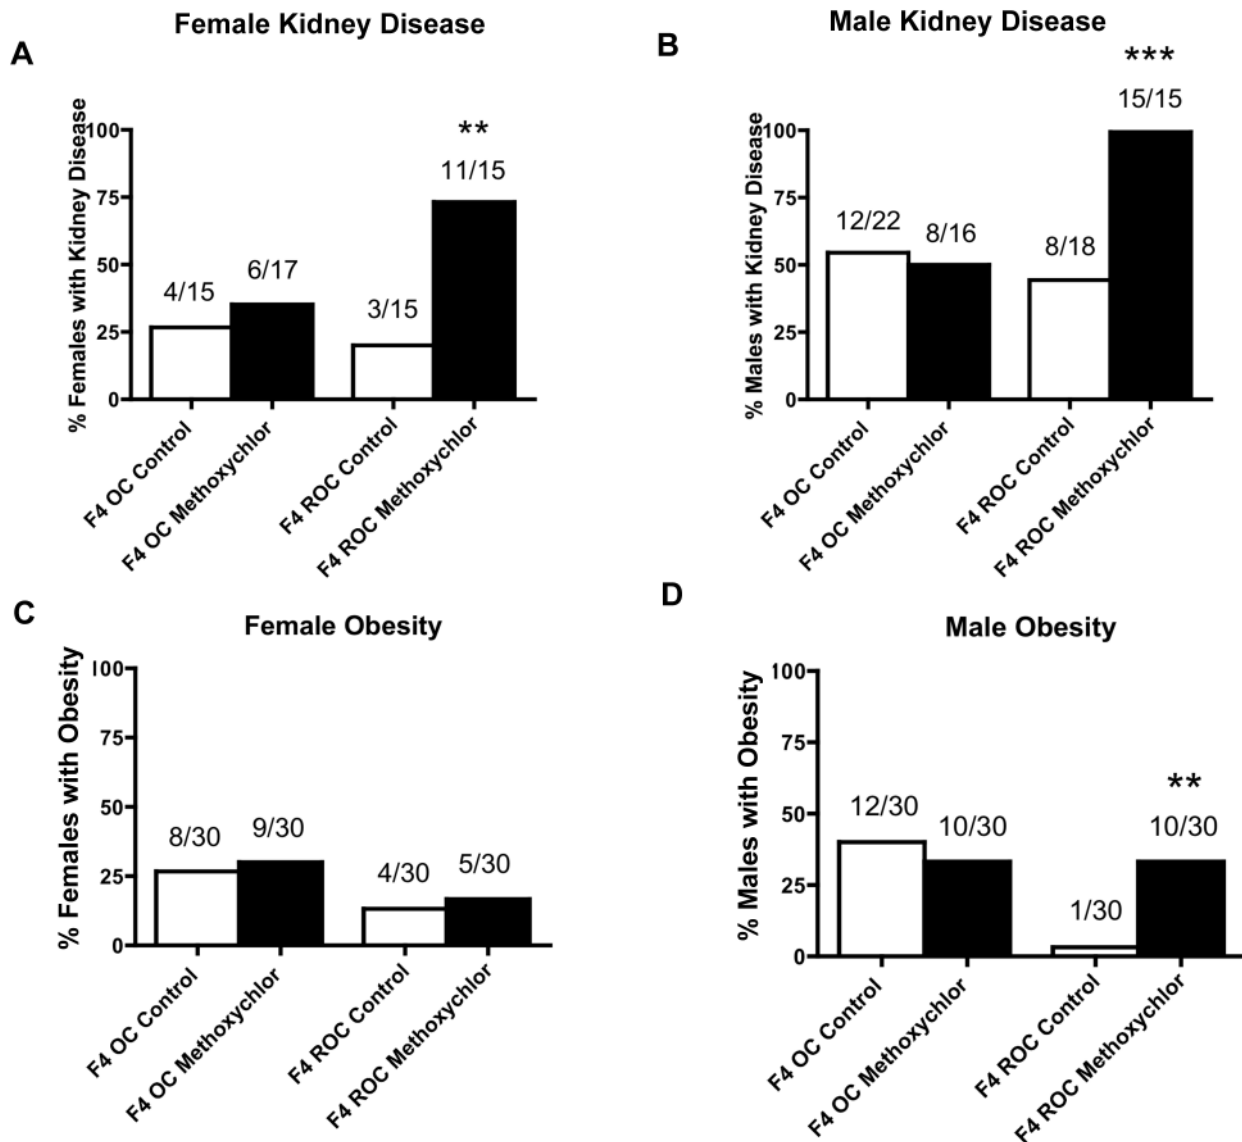 A
Female Kidney Disease
% Females with Kidney Disease
100
75
50
25
0
4/15
6/17
3/15
**
11/15
F4 OC Control
F4 OC Methoxychlor
F4 ROC Control
F4 ROC Methoxychlor
B
Male Kidney Disease
% Males with Kidney Disease
100
75
50
25
0
12/22
8/16
8/18
***
15/15
F4 OC Control
F4 OC Methoxychlor
F4 ROC Control
F4 ROC Methoxychlor
C
Female Obesity
% Females with Obesity
100
75
50
25
0
8/30
9/30
4/30
5/30
F4 OC Control
F4 OC Methoxychlor
F4 ROC Control
F4 ROC Methoxychlor
D
Male Obesity
% Males with Obesity
100
75
50
25
0
12/30
10/30
1/30
**
10/30
F4 OC Control
F4 OC Methoxychlor
F4 ROC Control
F4 ROC Methoxychlor